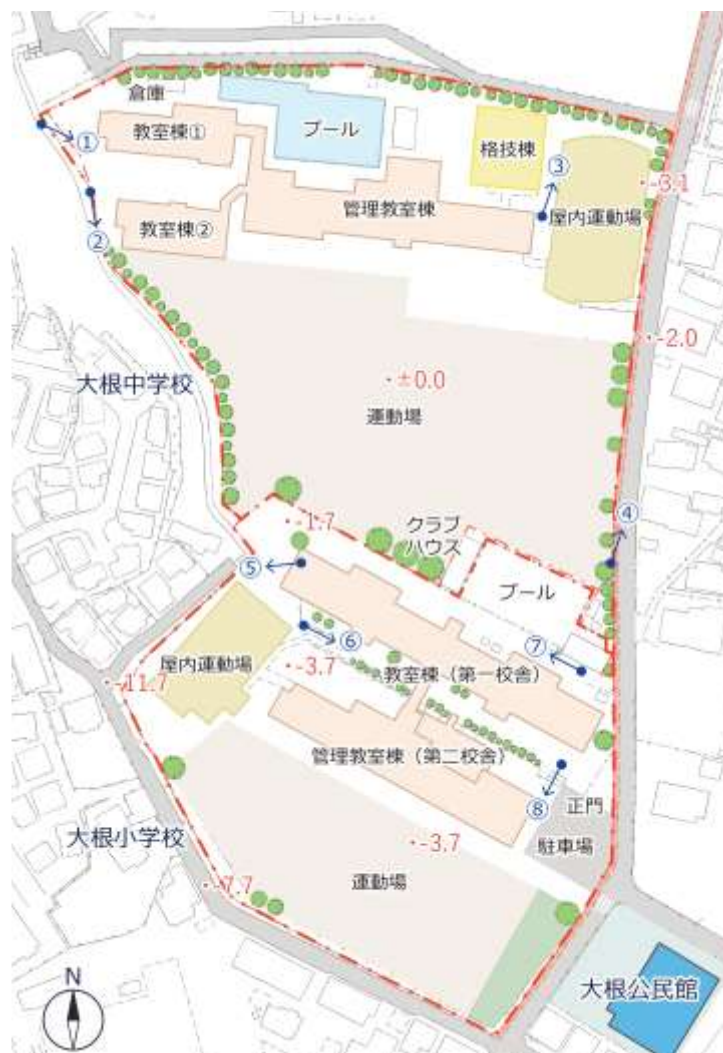 倉庫
教室棟①
プール
格技棟
①
③
-3.1
管理教室棟
屋内運動場
教室棟②
②
-2.0
大根中学校
±0.0
運動場
-1.7
クラブ
ハウス
④
⑤
プール
⑥
⑦
屋内運動場
-3.7
教室棟（第一校舎）
-11.7
管理教室棟（第二校舎）
⑧
正門
大根小学校
-3.7
駐車場
-7.7
運動場
N
大根公民館